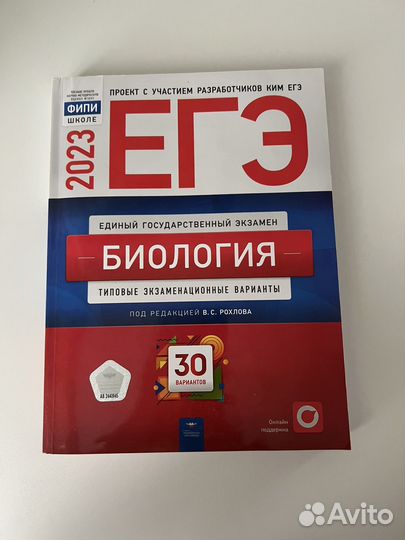 ПРОЕКТ С УЧАСТИЕМ РАЗРАБОТЧИКОВ КИМ ЕГЭ
ФИПИ
ШКОЛЕ
2023
ЕГЭ
ЕДИНЫЙ ГОСУДАРСТВЕННЫЙ ЭКЗАМЕН
БИОЛОГИЯ
ТИПОВЫЕ ЭКЗАМЕНАЦИОННЫЕ ВАРИАНТЫ
ПОД РЕДАКЦИЕЙ В.С. РОХЛОВА
30
ВАРИАНТОВ
Онлайн
поддержка
Avito